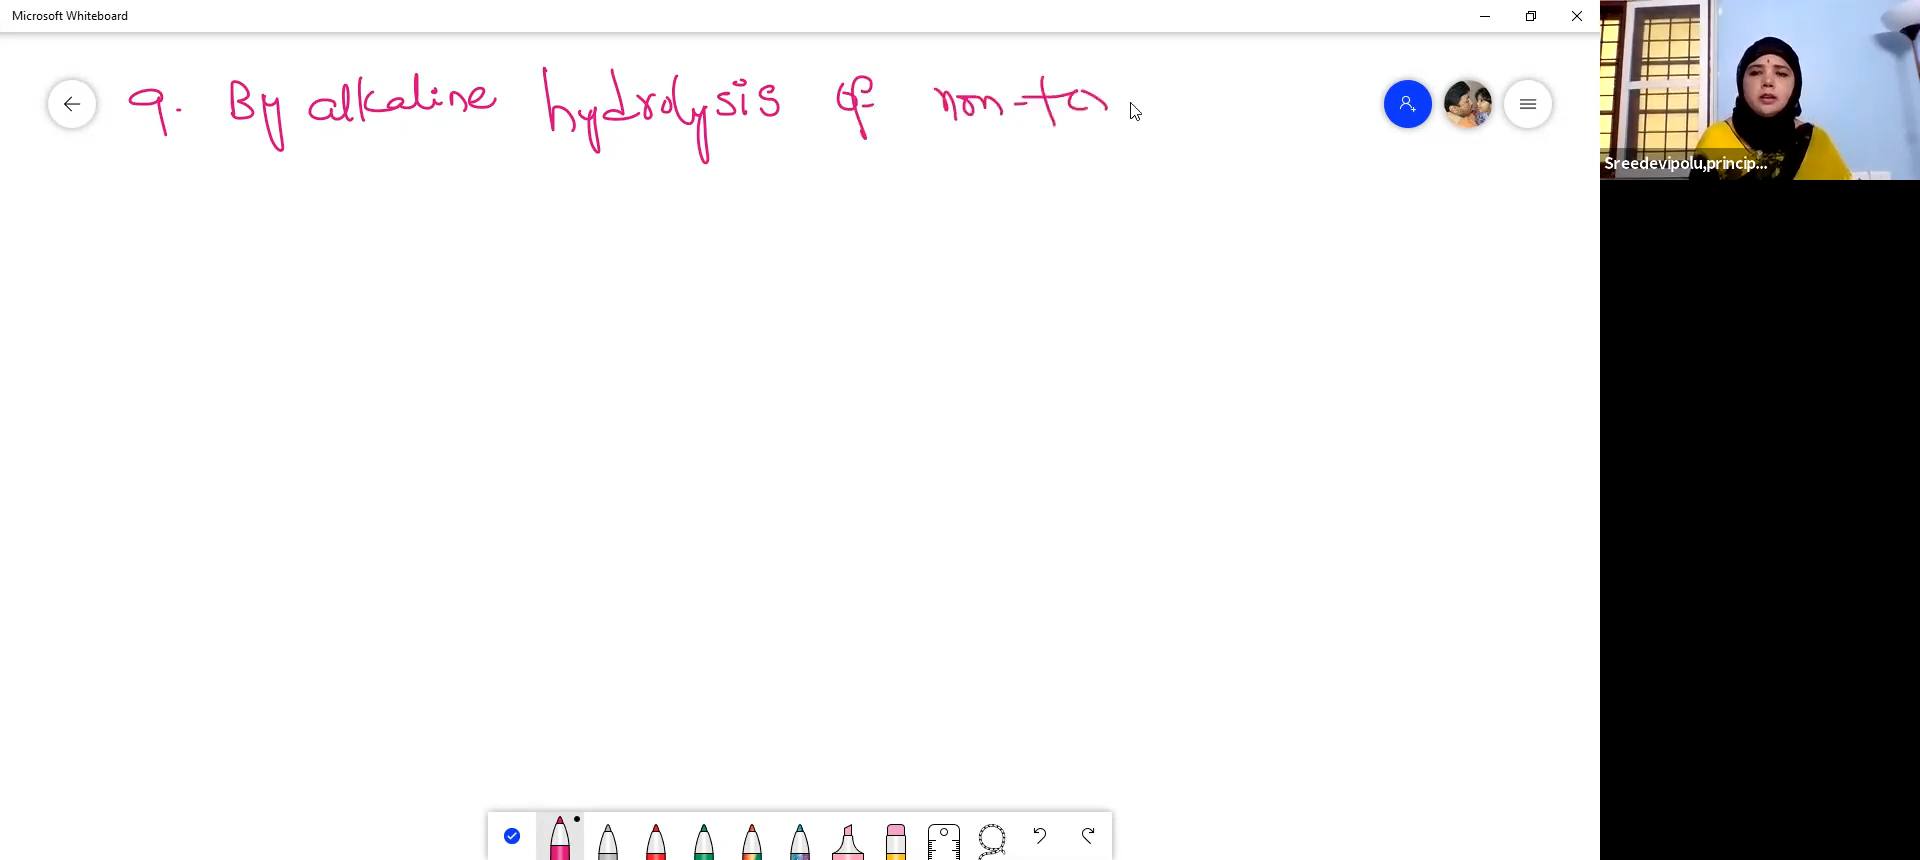 Microsoft Whiteboard
9. By alkaline hydrolysis of non-ter
Sreedevipolu,princip...